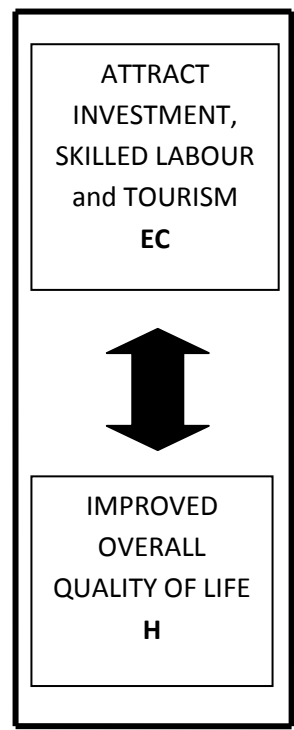 ATTRACT
INVESTMENT,
SKILLED LABOUR
and TOURISM
EC
IMPROVED
OVERALL
QUALITY OF LIFE
H